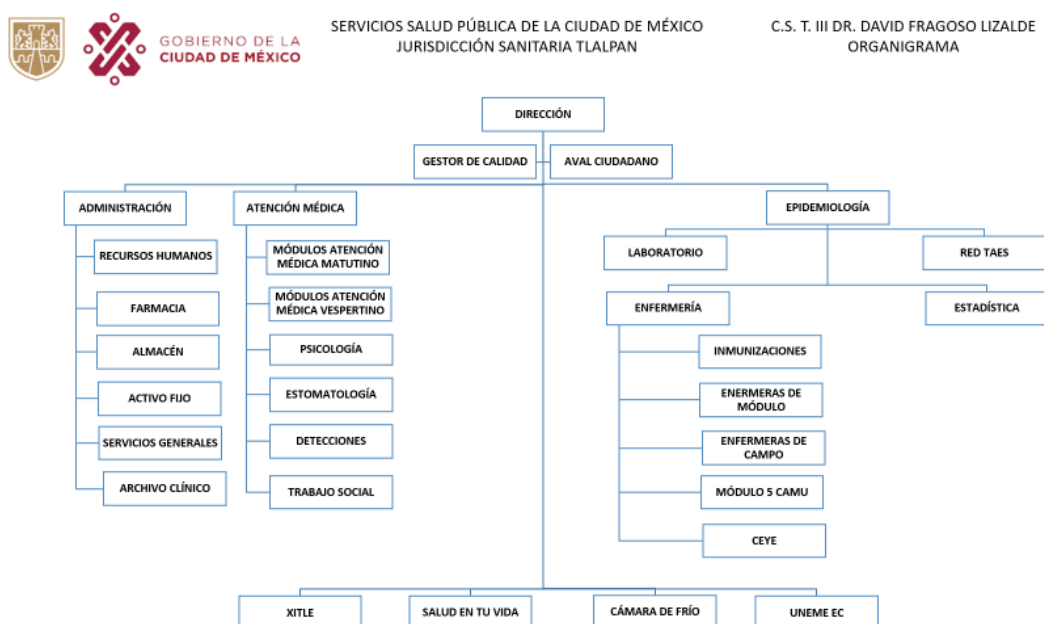 SERVICIOS SALUD PÚBLICA DE LA CIUDAD DE MÉXICO
JURISDICCIÓN SANITARIA TLALPAN
C.S. T. III DR. DAVID FRAGOSO LIZALDE
ORGANIGRAMA
GOBIERNO DE LA
CIUDAD DE MÉXICO
DIRECCIÓN
GESTOR DE CALIDAD
AVAL CIUDADANO
ADMINISTRACIÓN
RECURSOS HUMANOS
FARMACIA
ALMACÉN
ACTIVO FIJO
SERVICIOS GENERALES
ARCHIVO CLÍNICO
ATENCIÓN MÉDICA
MÓDULOS ATENCIÓN
MÉDICA MATUTINO
MÓDULOS ATENCIÓN
MÉDICA VESPERTINO
PSICOLOGÍA
ESTOMATOLOGÍA
DETECCIONES
TRABAJO SOCIAL
EPIDEMIOLOGÍA
LABORATORIO
RED TAES
ENFERMERÍA
ESTADÍSTICA
INMUNIZACIONES
ENERMERAS DE
MÓDULO
ENFERMERAS DE
CAMPO
MÓDULO 5 CAMU
CEYE
XITLE
SALUD EN TU VIDA
CÁMARA DE FRÍO
UNEME EC